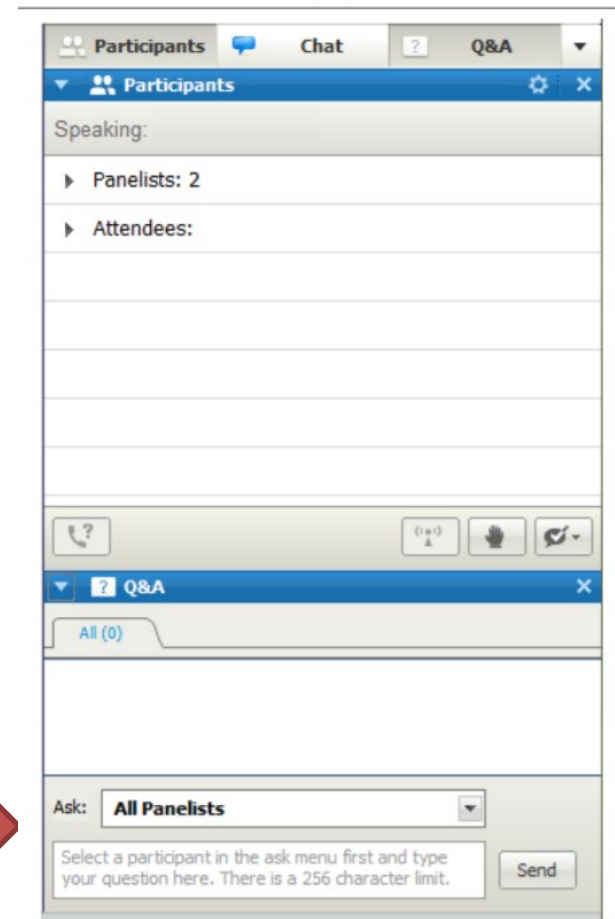 Participants Chat ? Q&A
Participants
Speaking:
Panelists: 2
Attendees:
?
? Q&A
All (0)
Ask: All Panelists
Select a participant in the ask menu first and type
your question here. There is a 256 character limit.
Send